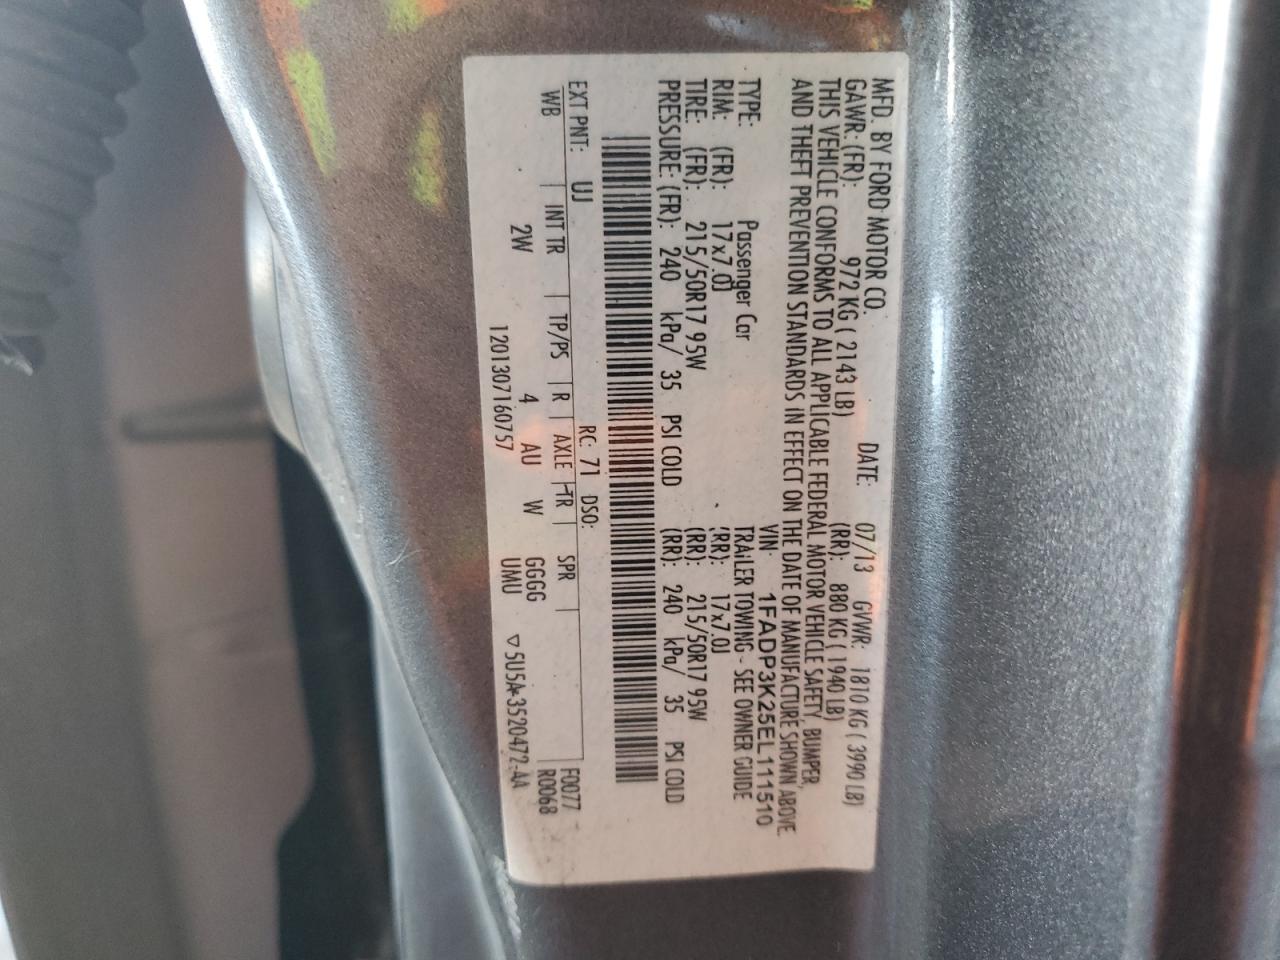 MFD. BY FORD MOTOR CO.
DATE: 07/13 GVWR: 1810 KG ( 3990 LB)
GAWR: (FR): 972 KG ( 2143 LB) (RR): 880 KG ( 1940 LB)
THIS VEHICLE CONFORMS TO ALL APPLICABLE FEDERAL MOTOR VEHICLE SAFETY, BUMPER,
AND THEFT PREVENTION STANDARDS IN EFFECT ON THE DATE OF MANUFACTURE SHOWN ABOVE.
VIN: 1FADP3K25EL111510
TYPE: Passenger Car TRAILER TOWING - SEE OWNER GUIDE
RIM: (FR): 17x7.0J (RR): 17x7.0J
TIRE: (FR): 215/50R17 95W (RR): 215/50R17 95W
PRESSURE: (FR): 240 kPa/ 35 PSI COLD (RR): 240 kPa/ 35 PSI COLD
RC: 71 DSO:
EXT PNT: UJ F0077
WB INT TR TP/PS R AXLE TR SPR R0068
2W 4 AU W GGGG
UMU
1201307160757 ▽5U5A-3520472-AA